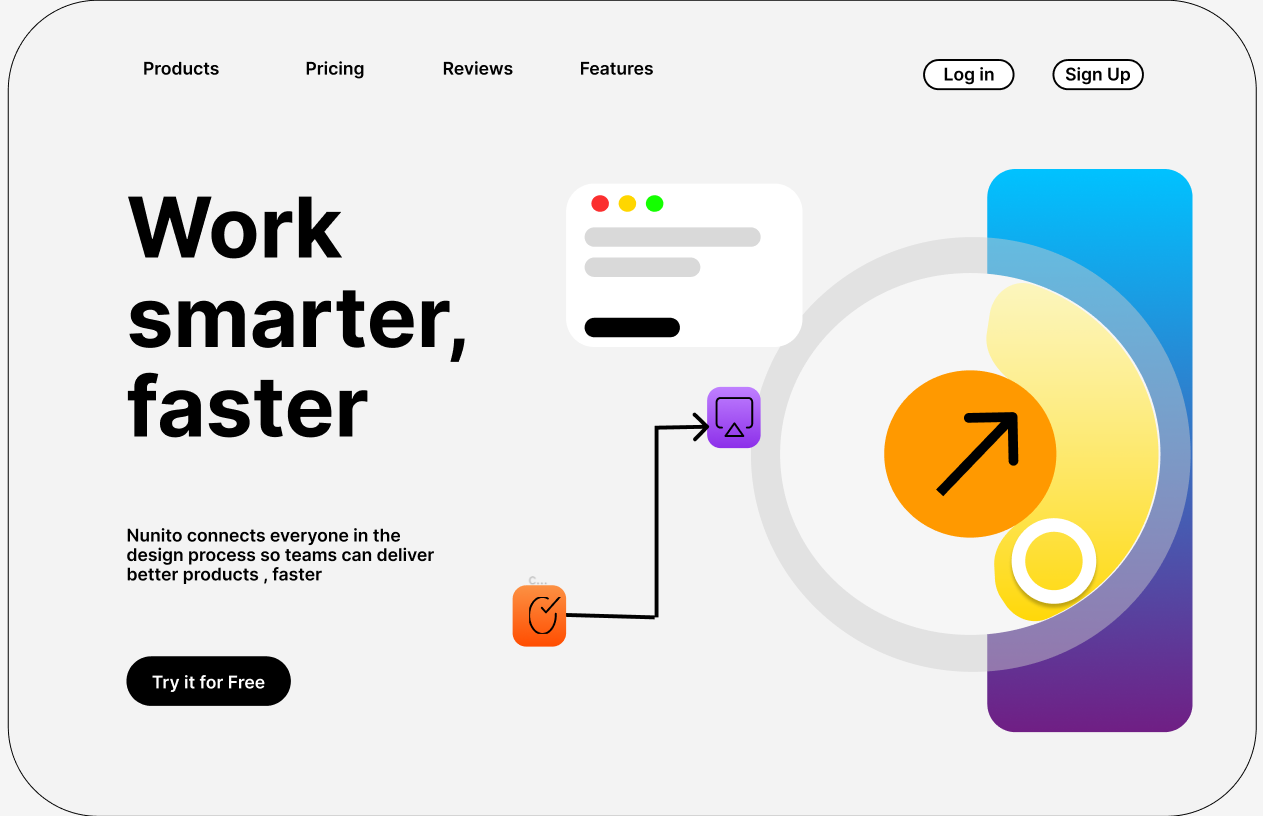 Products
Pricing
Reviews
Features
Log in
Sign Up
Work
smarter,
faster
Nunito connects everyone in the
design process so teams can deliver
better products , faster
C...
Try it for Free